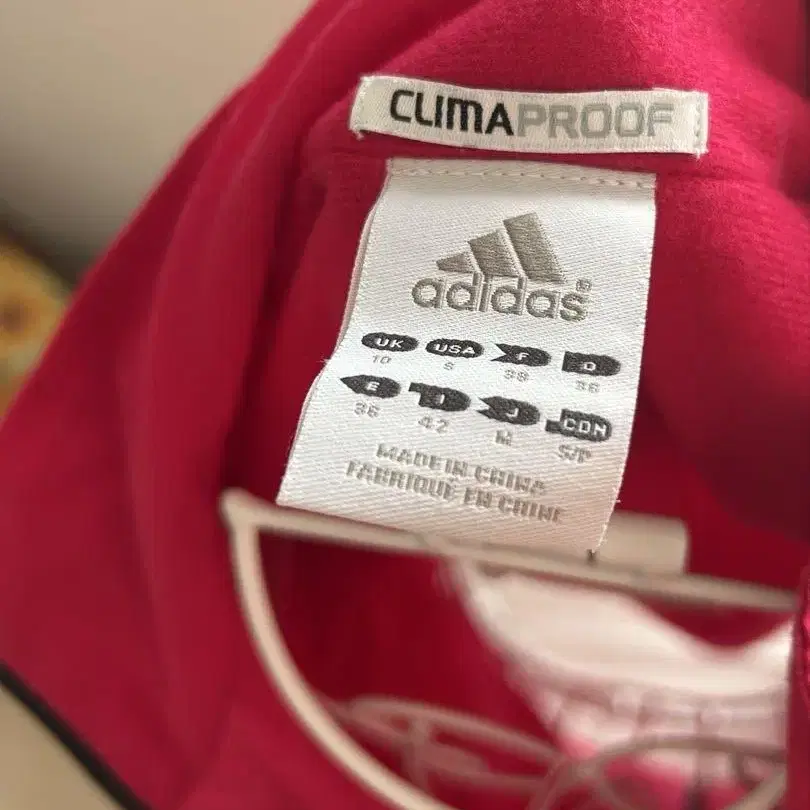 CLIMAPROOF
adidas®
UK USA F D
10 S 38 36
E I J CDN
38 42 M S/P
MADE IN CHINA
FABRIQUÉ EN CHINE